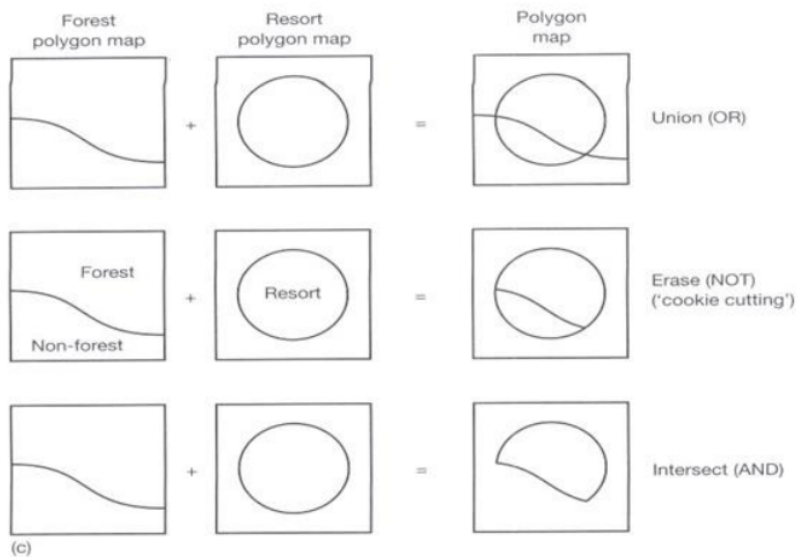 Forest
polygon map
Resort
polygon map
Polygon
map
+
=
Union (OR)
Forest
Non-forest
+
Resort
=
Erase (NOT)
('cookie cutting')
+
=
Intersect (AND)
(c)